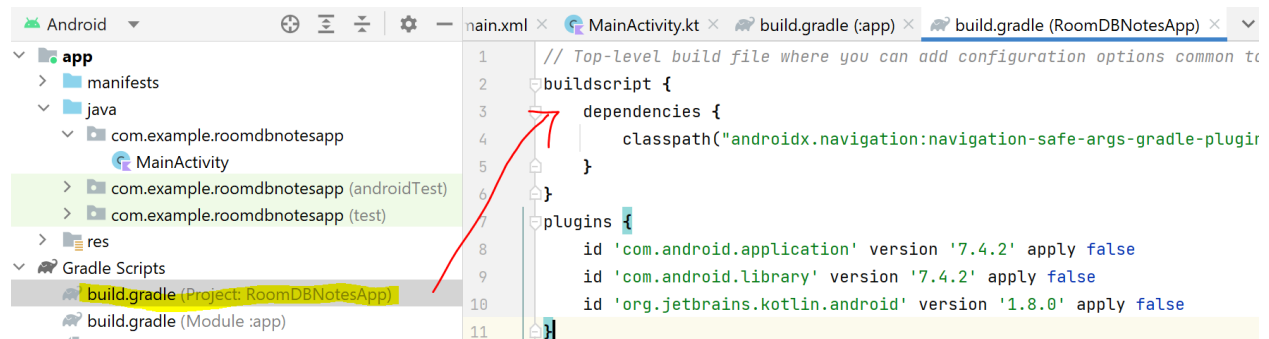 Android
main.xml
MainActivity.kt
build.gradle (:app)
build.gradle (RoomDBNotesApp)
app
manifests
java
com.example.roomdbnotesapp
MainActivity
com.example.roomdbnotesapp (androidTest)
com.example.roomdbnotesapp (test)
res
Gradle Scripts
build.gradle (Project: RoomDBNotesApp)
build.gradle (Module :app)
1 // Top-level build file where you can add configuration options common to
2 buildscript {
3 dependencies {
4 classpath("androidx.navigation:navigation-safe-args-gradle-plugin
5 }
6 }
7 plugins {
8 id 'com.android.application' version '7.4.2' apply false
9 id 'com.android.library' version '7.4.2' apply false
10 id 'org.jetbrains.kotlin.android' version '1.8.0' apply false
11 }